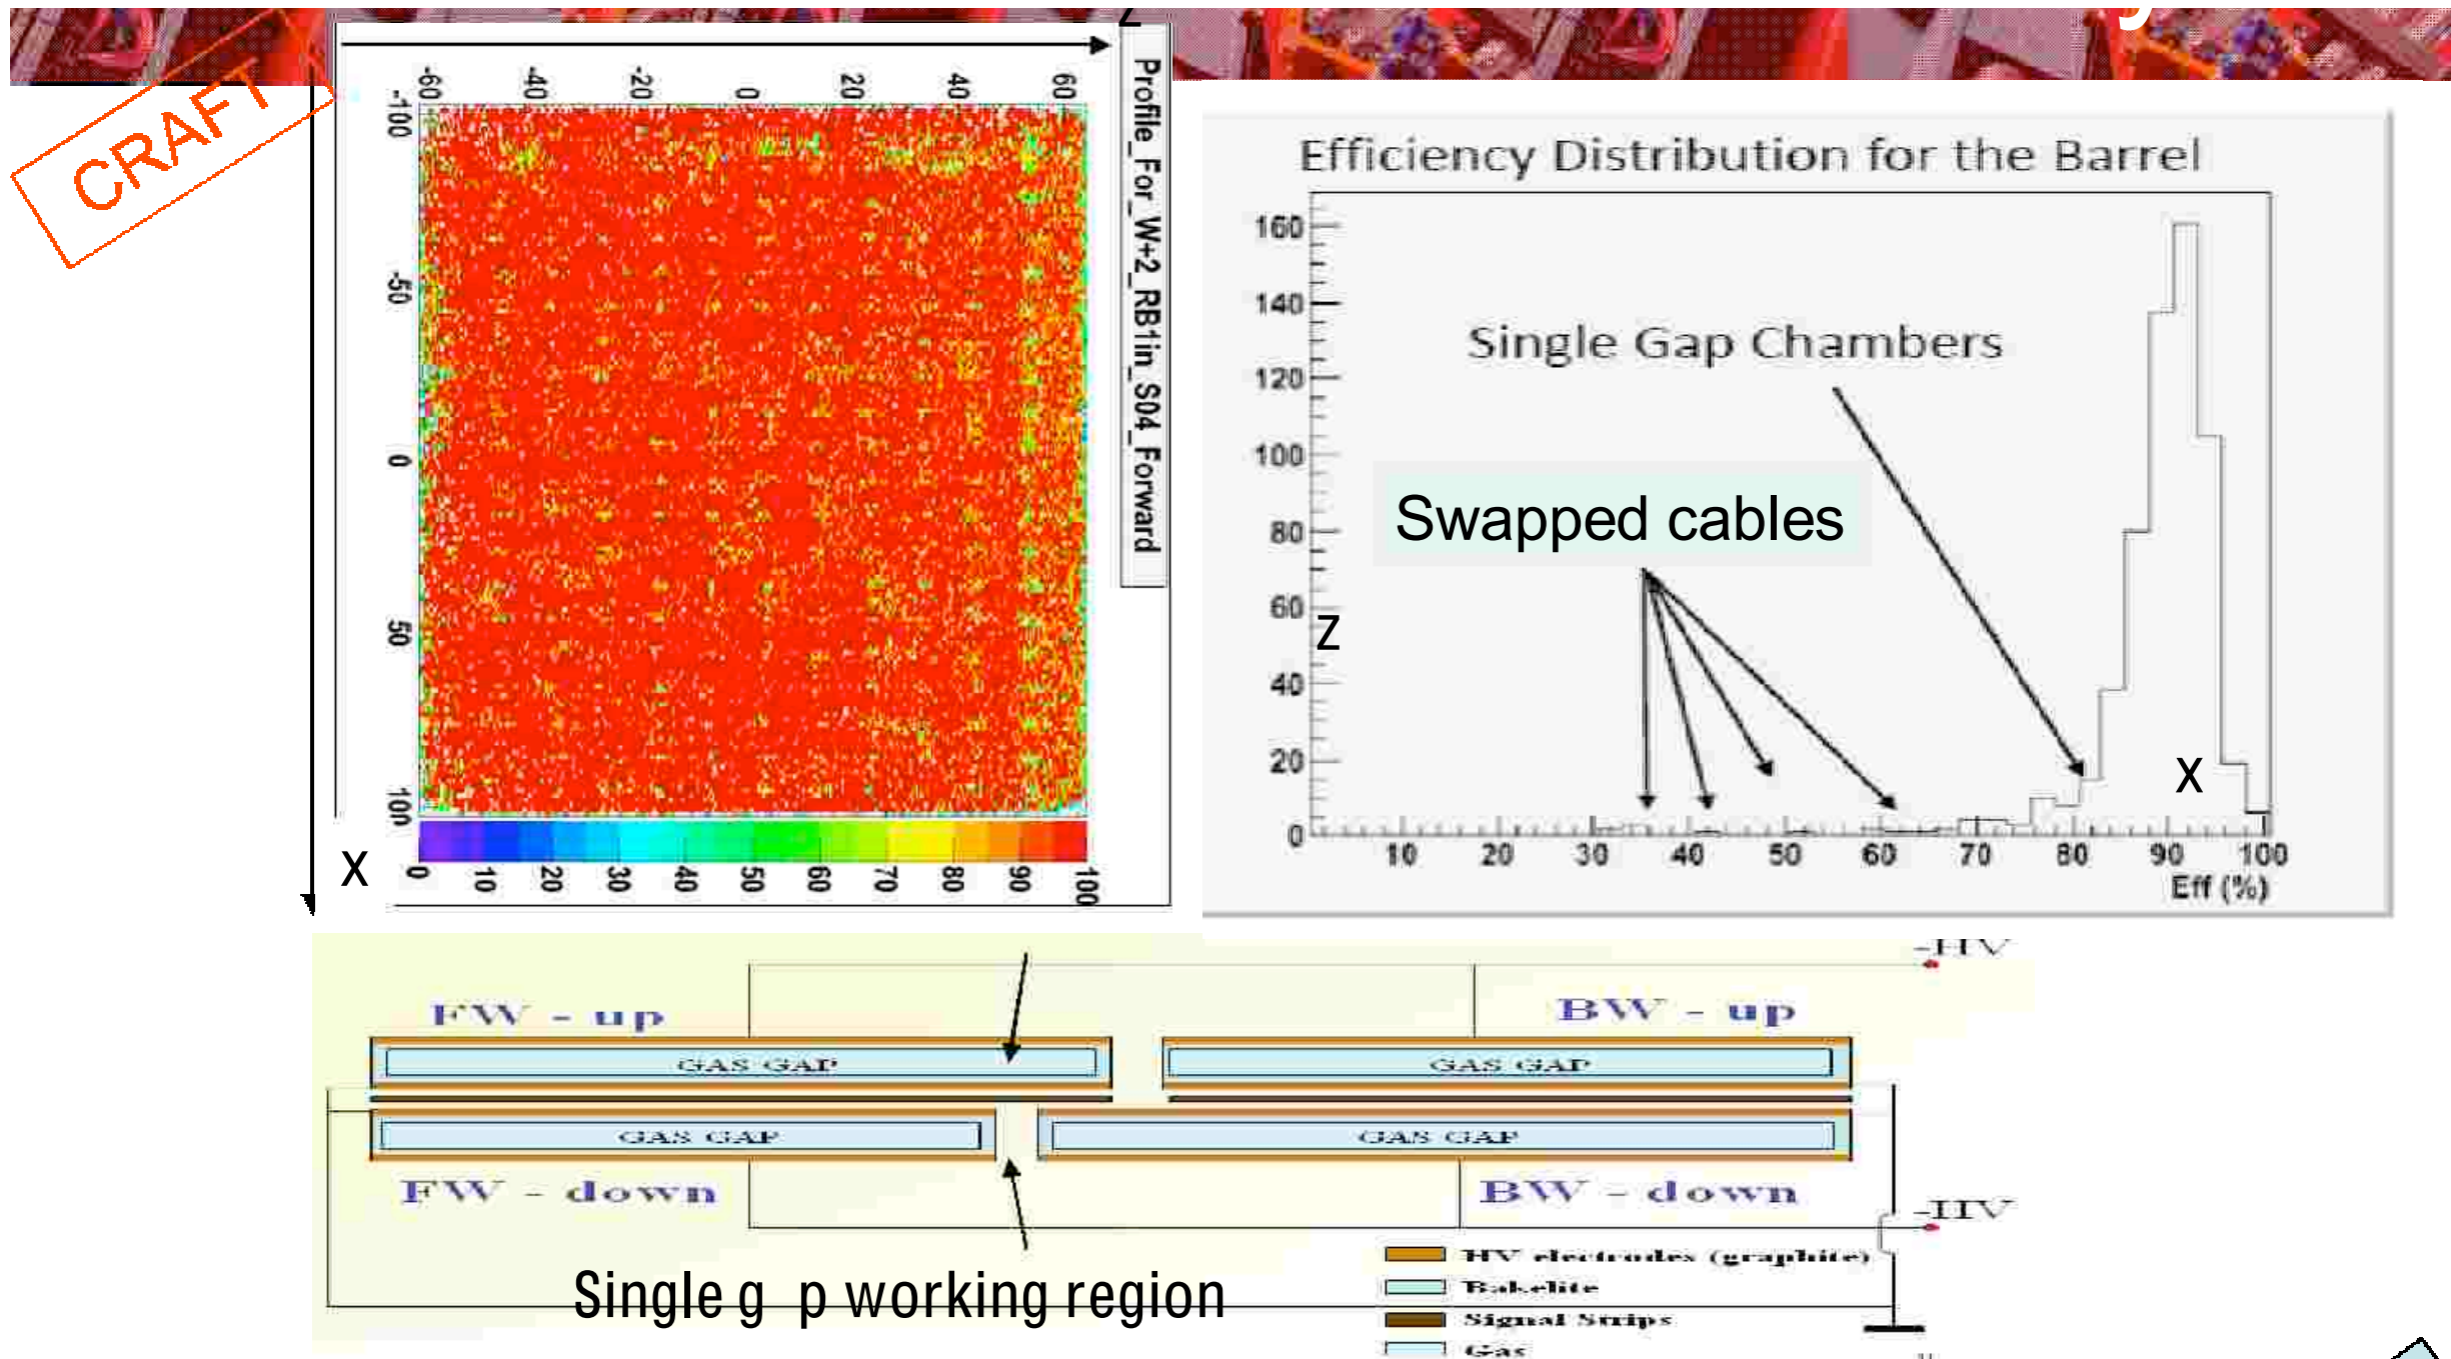 y
Z
CRAFT
-60 -40 -20 0 20 40 60
-100
-50
0
50
100
Profile_For_W+2_RB1in_S04_Forward
0 10 20 30 40 50 60 70 80 90 100
X
Efficiency Distribution for the Barrel
160
140
120
100
80
60
40
20
0
Single Gap Chambers
Swapped cables
Z
X
10 20 30 40 50 60 70 80 90 100
Eff (%)
-HV
FW - up
BW - up
GAS GAP
GAS GAP
GAS GAP
GAS GAP
FW - down
BW - down
-HV
HV electrodes (graphite)
Bakelite
Signal Strips
Gas
Single g p working region